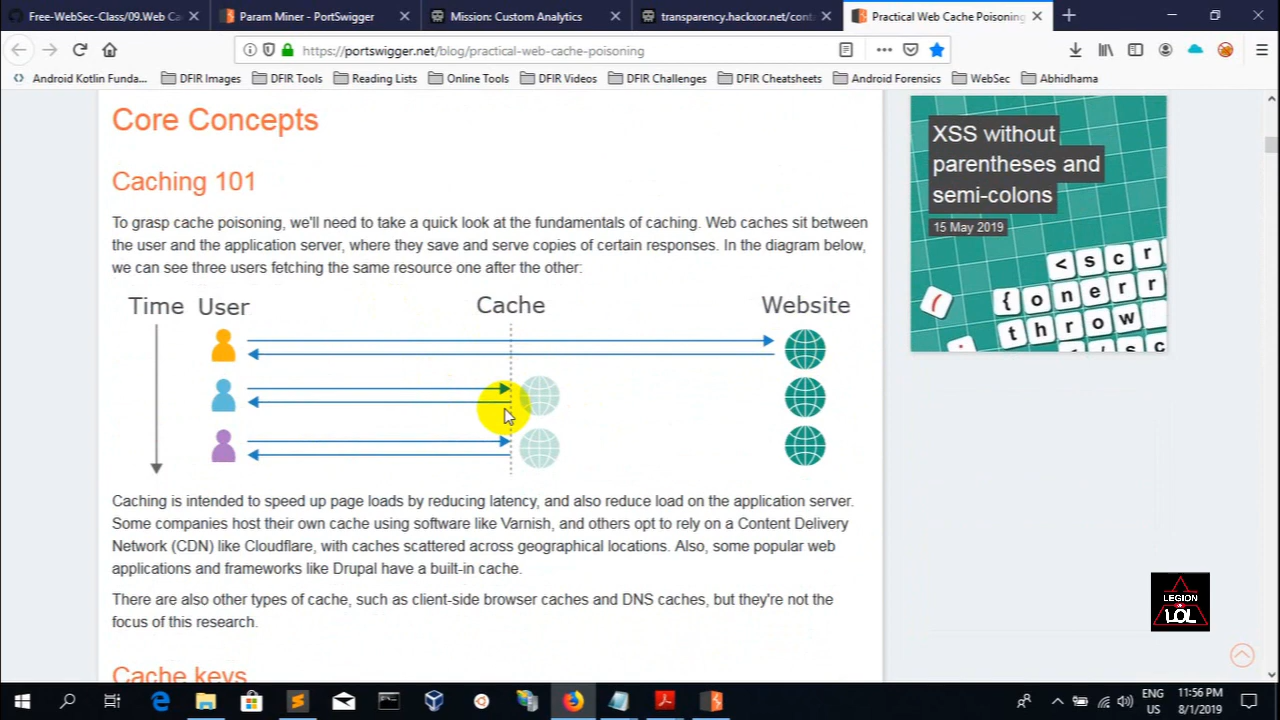 Free-WebSec-Class/09.Web Ca
Param Miner - PortSwigger
Mission: Custom Analytics
transparency.hackxor.net/cont
Practical Web Cache Poisoning
https://portswigger.net/blog/practical-web-cache-poisoning
Android Kotlin Funda...
DFIR Images
DFIR Tools
Reading Lists
Online Tools
DFIR Videos
DFIR Challenges
DFIR Cheatsheets
Android Forensics
WebSec
Abhidhama
Core Concepts
Caching 101
To grasp cache poisoning, we'll need to take a quick look at the fundamentals of caching. Web caches sit between
the user and the application server, where they save and serve copies of certain responses. In the diagram below,
we can see three users fetching the same resource one after the other:
Time User Cache Website
Caching is intended to speed up page loads by reducing latency, and also reduce load on the application server.
Some companies host their own cache using software like Varnish, and others opt to rely on a Content Delivery
Network (CDN) like Cloudflare, with caches scattered across geographical locations. Also, some popular web
applications and frameworks like Drupal have a built-in cache.
There are also other types of cache, such as client-side browser caches and DNS caches, but they're not the
focus of this research.
Cache keys
XSS without
parentheses and
semi-colons
15 May 2019
< s c r
( { o n e r r
t h r o w
/ s c
LEGION
LOL
ENG
US
11:56 PM
8/1/2019